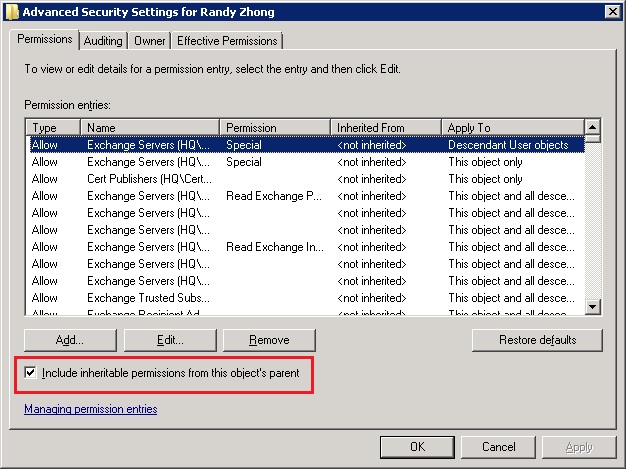 Advanced Security Settings for Randy Zhong
Permissions Auditing Owner Effective Permissions
To view or edit details for a permission entry, select the entry and then click Edit.
Permission entries:
Type Name Permission Inherited From Apply To
Allow Exchange Servers (HQ\... Special <not inherited> Descendant User objects
Allow Exchange Servers (HQ\... Special <not inherited> This object only
Allow Cert Publishers (HQ\Cert... <not inherited> This object only
Allow Exchange Servers (HQ\... Read Exchange P... <not inherited> This object and all desce...
Allow Exchange Servers (HQ\... <not inherited> This object and all desce...
Allow Exchange Servers (HQ\... <not inherited> This object and all desce...
Allow Exchange Servers (HQ\... Read Exchange In... <not inherited> This object and all desce...
Allow Exchange Servers (HQ\... <not inherited> This object and all desce...
Allow Exchange Servers (HQ\... <not inherited> This object and all desce...
Allow Exchange Trusted Subs... <not inherited> This object and all desce...
Allow Exchange Recipient Ad... <not inherited> This object and all desce...
Add... Edit... Remove Restore defaults
Include inheritable permissions from this object's parent
Managing permission entries
OK Cancel Apply